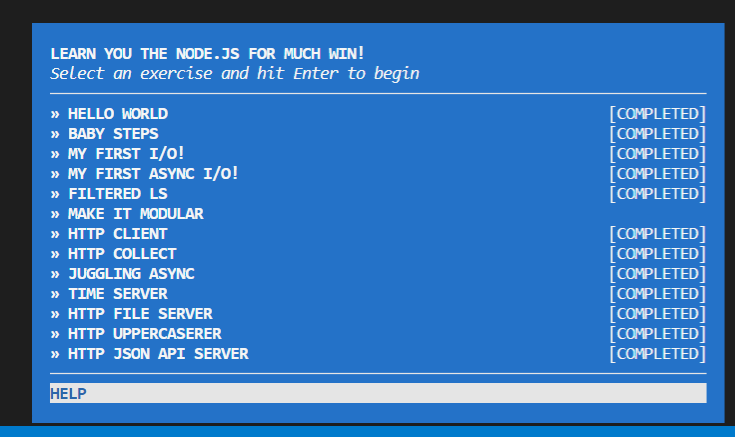 LEARN YOU THE NODE.JS FOR MUCH WIN!
Select an exercise and hit Enter to begin
» HELLO WORLD [COMPLETED]
» BABY STEPS [COMPLETED]
» MY FIRST I/O! [COMPLETED]
» MY FIRST ASYNC I/O! [COMPLETED]
» FILTERED LS [COMPLETED]
» MAKE IT MODULAR
» HTTP CLIENT [COMPLETED]
» HTTP COLLECT [COMPLETED]
» JUGGLING ASYNC [COMPLETED]
» TIME SERVER [COMPLETED]
» HTTP FILE SERVER [COMPLETED]
» HTTP UPPERCASERER [COMPLETED]
» HTTP JSON API SERVER [COMPLETED]
HELP